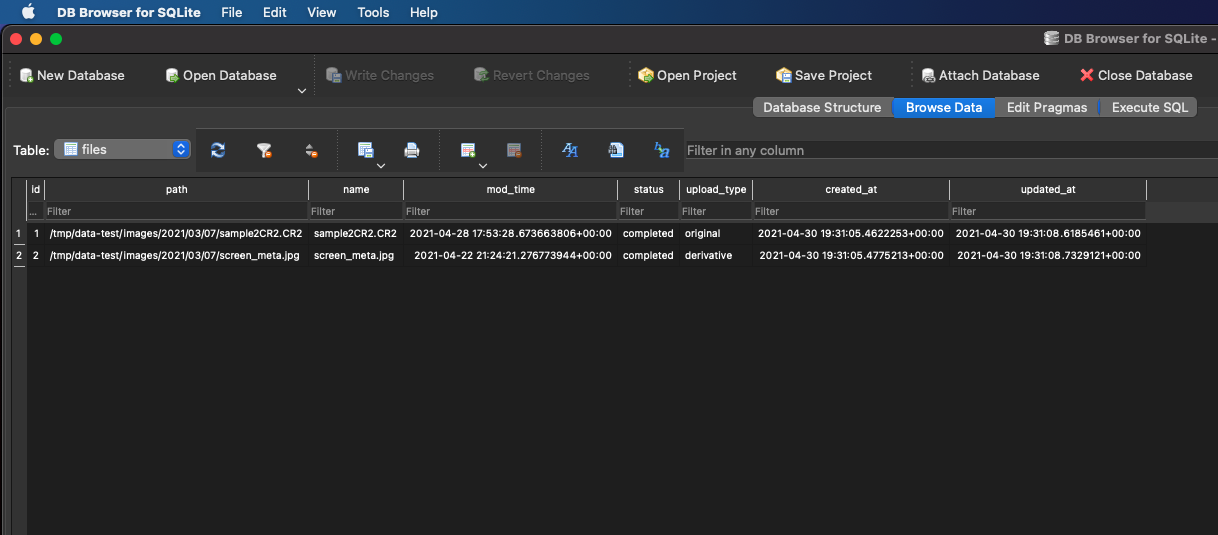 DB Browser for SQLite File Edit View Tools Help
DB Browser for SQLite -
New Database Open Database Write Changes Revert Changes Open Project Save Project Attach Database Close Database
Database Structure Browse Data Edit Pragmas Execute SQL
Table: files Filter in any column
id path name mod_time status upload_type created_at updated_at
... Filter Filter Filter Filter Filter Filter Filter
1 1 /tmp/data-test/images/2021/03/07/sample2CR2.CR2 sample2CR2.CR2 2021-04-28 17:53:28.673663806+00:00 completed original 2021-04-30 19:31:05.4622253+00:00 2021-04-30 19:31:08.6185461+00:00
2 2 /tmp/data-test/images/2021/03/07/screen_meta.jpg screen_meta.jpg 2021-04-22 21:24:21.276773944+00:00 completed derivative 2021-04-30 19:31:05.4775213+00:00 2021-04-30 19:31:08.7329121+00:00